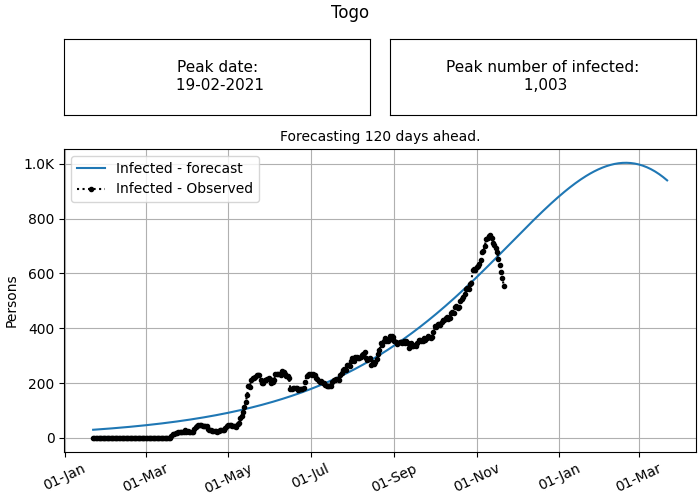 Togo
Peak date:
19-02-2021
Peak number of infected:
1,003
Forecasting 120 days ahead.
Infected - forecast
Infected - Observed
1.0K
800
600
400
200
0
Persons
01-Jan
01-Mar
01-May
01-Jul
01-Sep
01-Nov
01-Jan
01-Mar